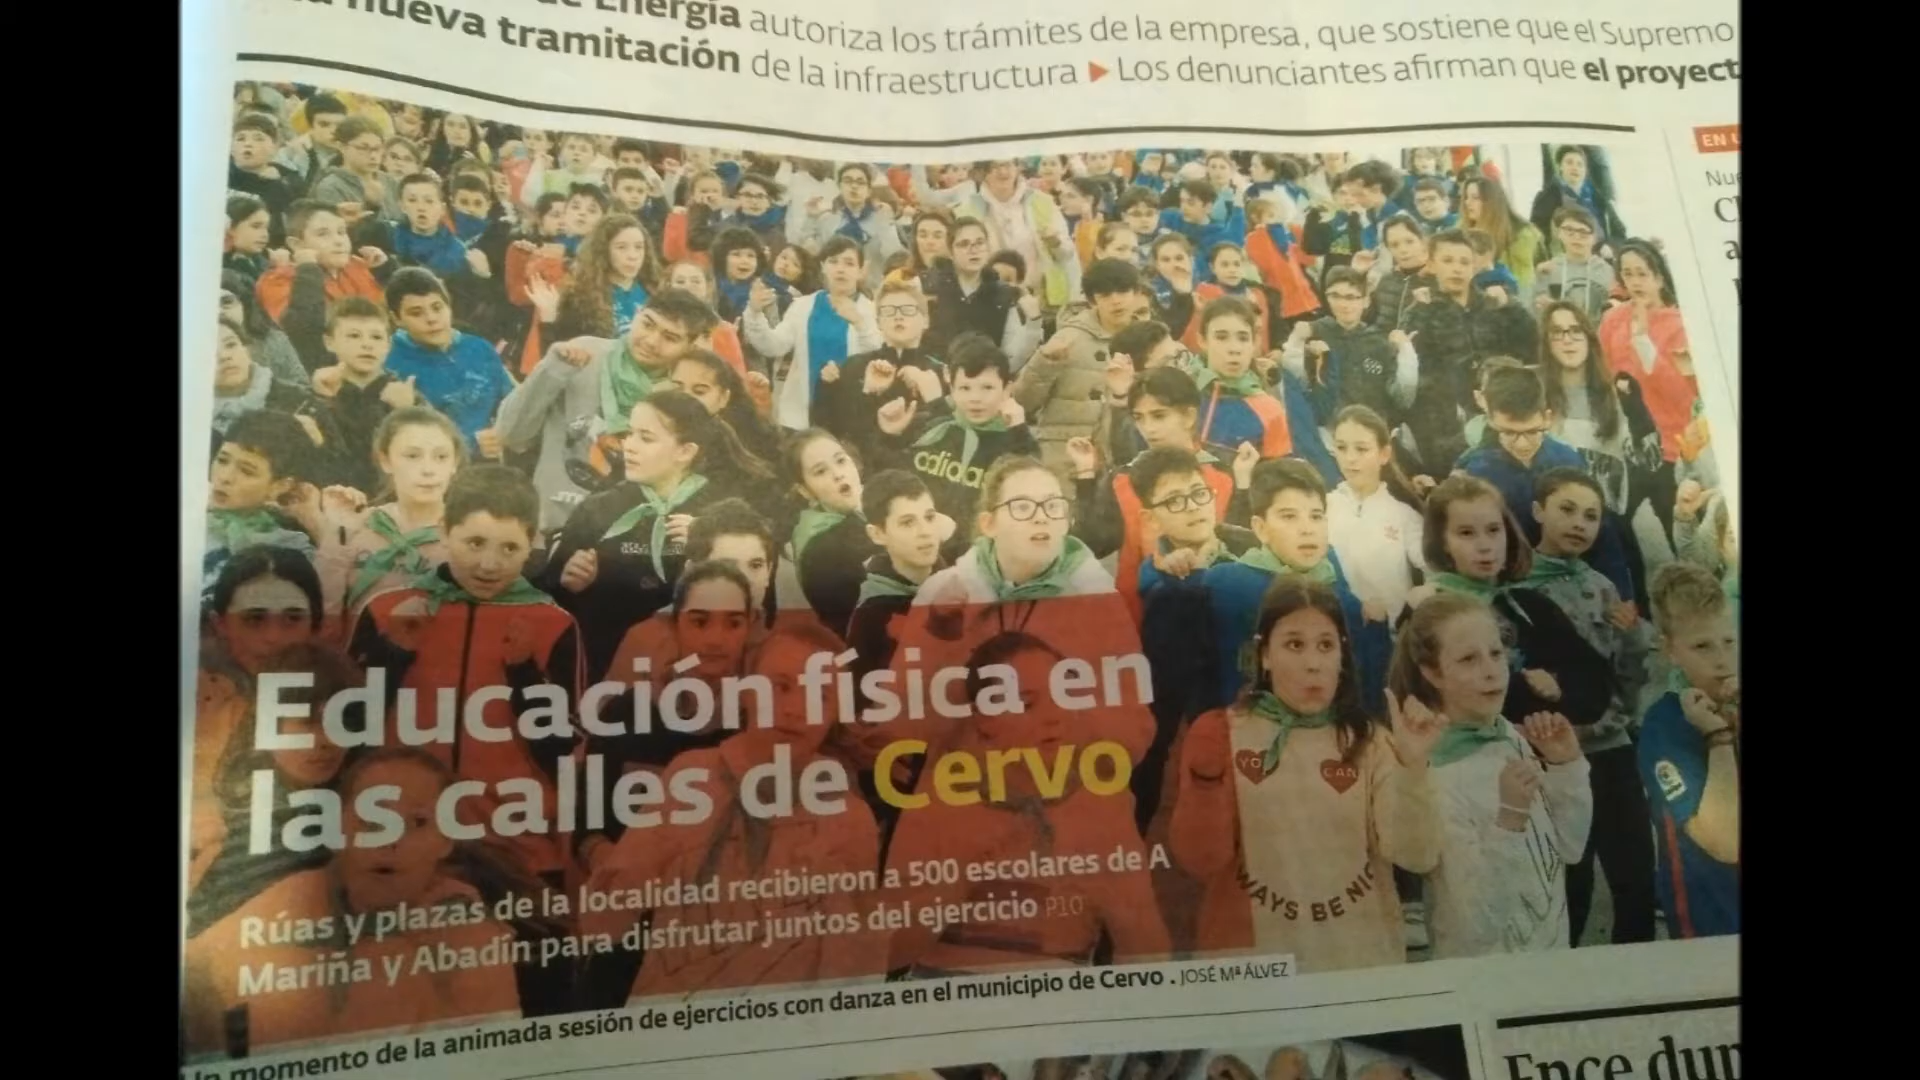 Energía autoriza los trámites de la empresa, que sostiene que el Supremo
nueva tramitación de la infraestructura ▶ Los denunciantes afirman que el proyect
EN
Nue
adidas
YO CAN
WAYS BE NIC
Educación física en
las calles de Cervo
Rúas y plazas de la localidad recibieron a 500 escolares de A
Mariña y Abadín para disfrutar juntos del ejercicio P10
Un momento de la animada sesión de ejercicios con danza en el municipio de Cervo . JOSÉ Mª ÁLVEZ
Ence dup